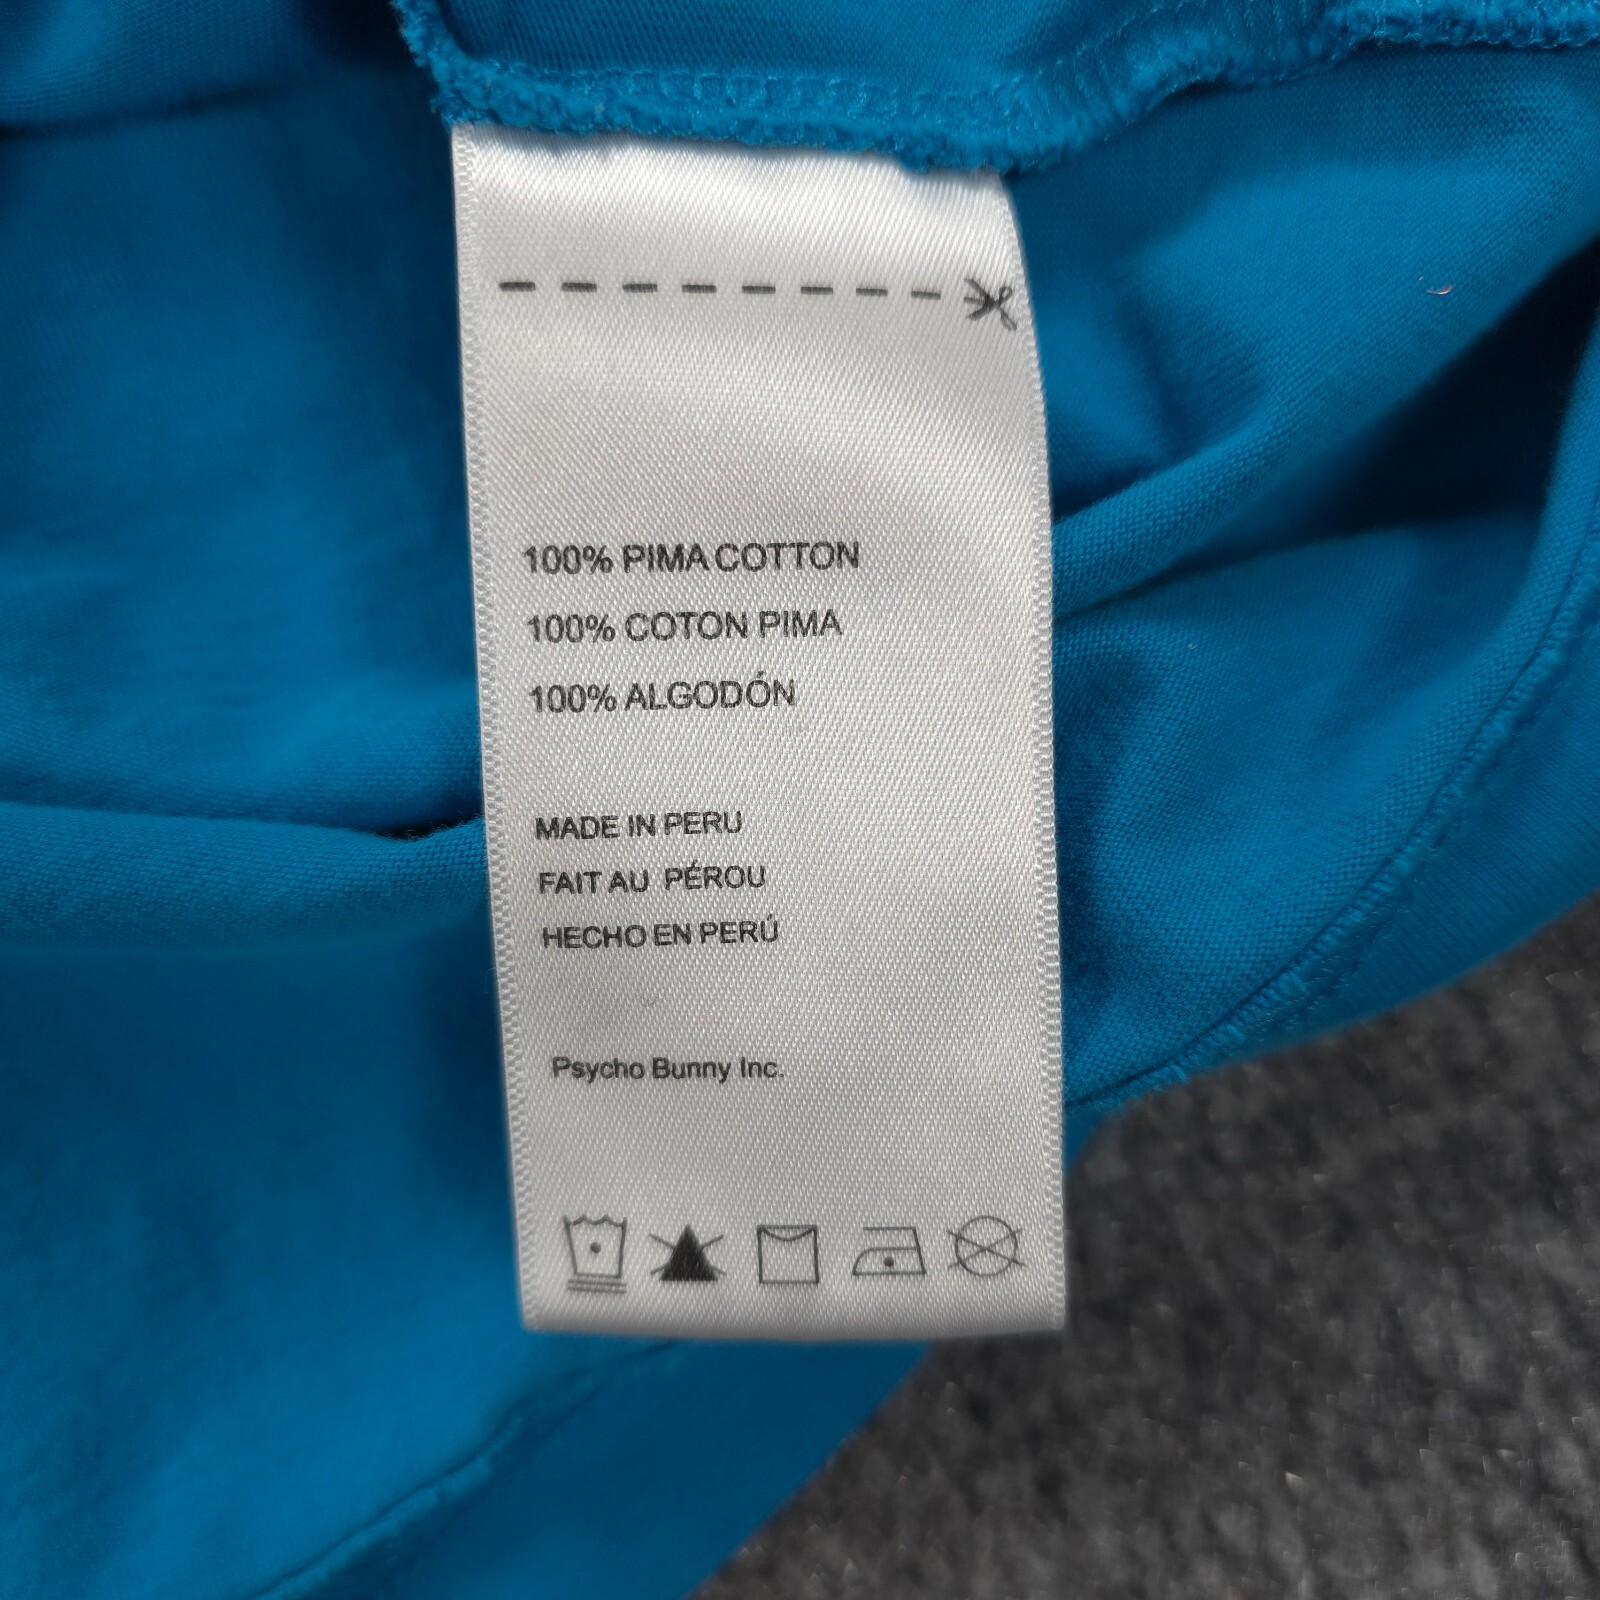 100% PIMA COTTON
100% COTON PIMA
100% ALGODÓN
MADE IN PERU
FAIT AU PÉROU
HECHO EN PERÚ
Psycho Bunny Inc.